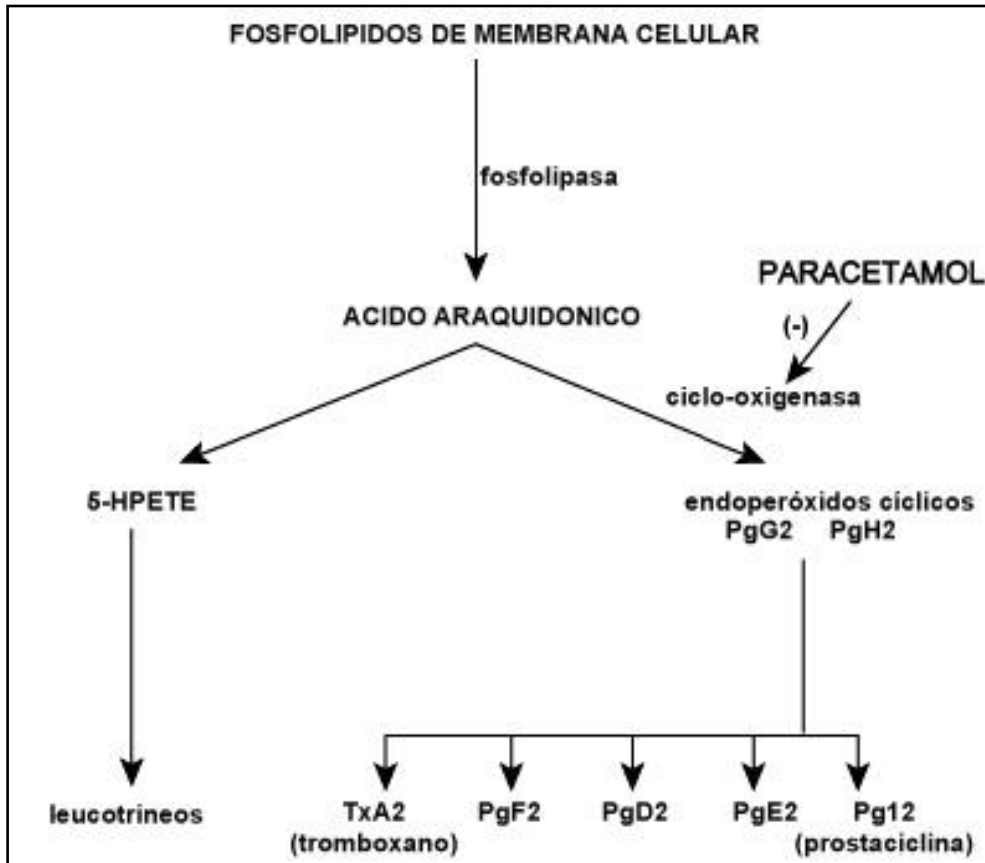 FOSFOLIPIDOS DE MEMBRANA CELULAR
fosfolipasa
PARACETAMOL
ACIDO ARAQUIDONICO
(-)
ciclo-oxigenasa
5-HPETE
endoperóxidos cíclicos
PgG2 PgH2
leucotrineos
TxA2
(tromboxano)
PgF2
PgD2
PgE2
Pg12
(prostaciclina)